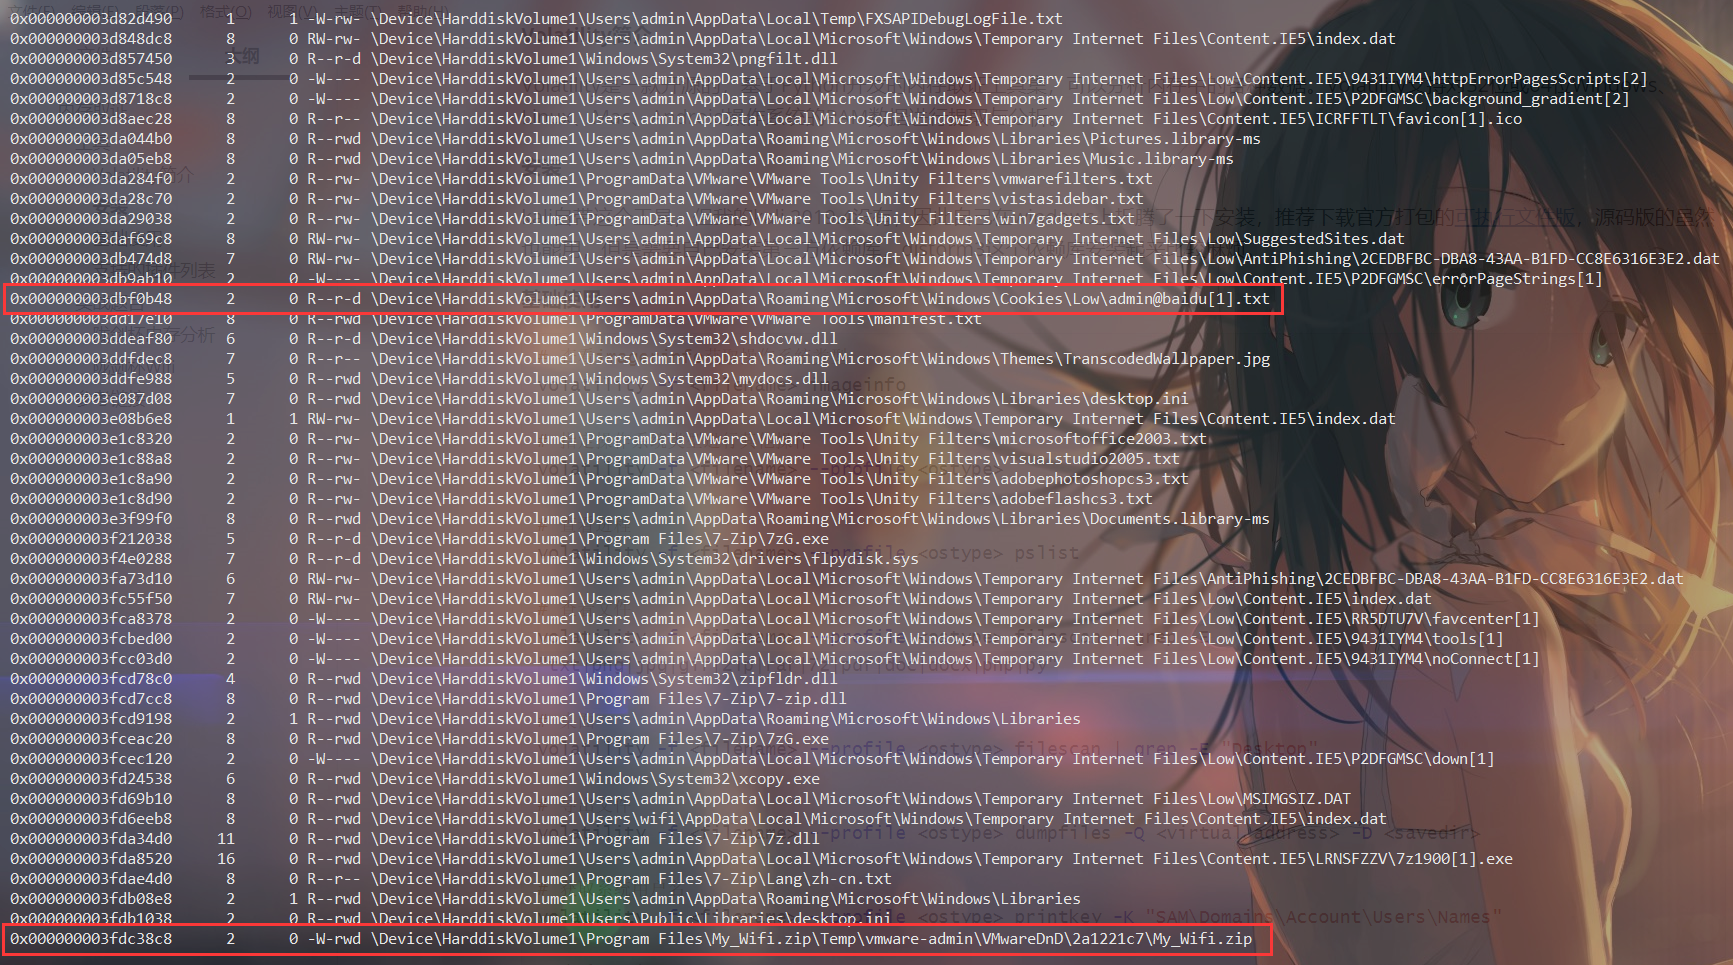 0x000000003d82d490 1 1 -W-rw- \Device\HarddiskVolume1\Users\admin\AppData\Local\Temp\FXSAPIDebugLogFile.txt
0x000000003d848dc8 8 0 RW-rw- \Device\HarddiskVolume1\Users\admin\AppData\Local\Microsoft\Windows\Temporary Internet Files\Content.IE5\index.dat
0x000000003d857450 3 0 R--r-d \Device\HarddiskVolume1\Windows\System32\pngfilt.dll
0x000000003d85c548 2 0 -W---- \Device\HarddiskVolume1\Users\admin\AppData\Local\Microsoft\Windows\Temporary Internet Files\Low\Content.IE5\9431IYM4\httpErrorPagesScripts[2]
0x000000003d8718c8 2 0 -W---- \Device\HarddiskVolume1\Users\admin\AppData\Local\Microsoft\Windows\Temporary Internet Files\Low\Content.IE5\P2DFGMSC\background_gradient[2]
0x000000003d8aec28 8 0 R--r-- \Device\HarddiskVolume1\Users\admin\AppData\Local\Microsoft\Windows\Temporary Internet Files\Content.IE5\ICRFFTLT\favicon[1].ico
0x000000003da044b0 8 0 R--rwd \Device\HarddiskVolume1\Users\admin\AppData\Roaming\Microsoft\Windows\Libraries\Pictures.library-ms
0x000000003da05eb8 8 0 R--rwd \Device\HarddiskVolume1\Users\admin\AppData\Roaming\Microsoft\Windows\Libraries\Music.library-ms
0x000000003da284f0 2 0 R--rw- \Device\HarddiskVolume1\ProgramData\VMware\VMware Tools\Unity Filters\vmwarefilters.txt
0x000000003da28c70 2 0 R--rw- \Device\HarddiskVolume1\ProgramData\VMware\VMware Tools\Unity Filters\vistasidebar.txt
0x000000003da29038 2 0 R--rw- \Device\HarddiskVolume1\ProgramData\VMware\VMware Tools\Unity Filters\win7gadgets.txt 了一下安装，推荐下载官方打包的可执行文件版，源码版的虽然
0x000000003daf69c8 8 0 RW-rw- \Device\HarddiskVolume1\Users\admin\AppData\Local\Microsoft\Windows\Temporary Internet Files\Low\SuggestedSites.dat
0x000000003db474d8 7 0 RW-rw- \Device\HarddiskVolume1\Users\admin\AppData\Local\Microsoft\Windows\Temporary Internet Files\Low\AntiPhishing\2CEDBFBC-DBA8-43AA-B1FD-CC8E6316E3E2.dat
0x000000003db9ab10 2 0 -W---- \Device\HarddiskVolume1\Users\admin\AppData\Local\Microsoft\Windows\Temporary Internet Files\Low\Content.IE5\P2DFGMSC\errorPageStrings[1]
0x000000003dbf0b48 2 0 R--r-d \Device\HarddiskVolume1\Users\admin\AppData\Roaming\Microsoft\Windows\Cookies\Low\admin@baidu[1].txt
0x000000003dd17e10 8 0 R--rwd \Device\HarddiskVolume1\ProgramData\VMware\VMware Tools\manifest.txt
0x000000003ddeaf80 6 0 R--r-d \Device\HarddiskVolume1\Windows\System32\shdocvw.dll
0x000000003ddfdec8 7 0 R--r-- \Device\HarddiskVolume1\Users\admin\AppData\Roaming\Microsoft\Windows\Themes\TranscodedWallpaper.jpg
0x000000003ddfe988 5 0 R--rwd \Device\HarddiskVolume1\Windows\System32\mydocs.dll
0x000000003e087d08 7 0 R--rwd \Device\HarddiskVolume1\Users\admin\AppData\Roaming\Microsoft\Windows\Libraries\desktop.ini
0x000000003e08b6e8 1 1 RW-rw- \Device\HarddiskVolume1\Users\admin\AppData\Local\Microsoft\Windows\Temporary Internet Files\Content.IE5\index.dat
0x000000003e1c8320 2 0 R--rw- \Device\HarddiskVolume1\ProgramData\VMware\VMware Tools\Unity Filters\microsoftoffice2003.txt
0x000000003e1c88a8 2 0 R--rw- \Device\HarddiskVolume1\ProgramData\VMware\VMware Tools\Unity Filters\visualstudio2005.txt
0x000000003e1c8a90 2 0 R--rw- \Device\HarddiskVolume1\ProgramData\VMware\VMware Tools\Unity Filters\adobephotoshopcs3.txt
0x000000003e1c8d90 2 0 R--rw- \Device\HarddiskVolume1\ProgramData\VMware\VMware Tools\Unity Filters\adobeflashcs3.txt
0x000000003e3f99f0 8 0 R--rwd \Device\HarddiskVolume1\Users\admin\AppData\Roaming\Microsoft\Windows\Libraries\Documents.library-ms
0x000000003f212038 5 0 R--r-d \Device\HarddiskVolume1\Program Files\7-Zip\7zG.exe
0x000000003f4e0288 7 0 R--r-d \Device\HarddiskVolume1\Windows\System32\drivers\flpydisk.sys
0x000000003fa73d10 6 0 RW-rw- \Device\HarddiskVolume1\Users\admin\AppData\Local\Microsoft\Windows\Temporary Internet Files\AntiPhishing\2CEDBFBC-DBA8-43AA-B1FD-CC8E6316E3E2.dat
0x000000003fc55f50 7 0 RW-rw- \Device\HarddiskVolume1\Users\admin\AppData\Local\Microsoft\Windows\Temporary Internet Files\Low\Content.IE5\index.dat
0x000000003fca8378 2 0 -W---- \Device\HarddiskVolume1\Users\admin\AppData\Local\Microsoft\Windows\Temporary Internet Files\Low\Content.IE5\RR5DTU7V\favcenter[1]
0x000000003fcbed00 2 0 -W---- \Device\HarddiskVolume1\Users\admin\AppData\Local\Microsoft\Windows\Temporary Internet Files\Low\Content.IE5\9431IYM4\tools[1]
0x000000003fcc03d0 2 0 -W---- \Device\HarddiskVolume1\Users\admin\AppData\Local\Microsoft\Windows\Temporary Internet Files\Low\Content.IE5\9431IYM4\noConnect[1]
0x000000003fcd78c0 4 0 R--rwd \Device\HarddiskVolume1\Windows\System32\zipfldr.dll
0x000000003fcd7cc8 8 0 R--rwd \Device\HarddiskVolume1\Program Files\7-Zip\7-zip.dll
0x000000003fcd9198 2 1 R--rwd \Device\HarddiskVolume1\Users\admin\AppData\Roaming\Microsoft\Windows\Libraries
0x000000003fceac20 8 0 R--rwd \Device\HarddiskVolume1\Program Files\7-Zip\7zG.exe
0x000000003fcec120 2 0 -W---- \Device\HarddiskVolume1\Users\admin\AppData\Local\Microsoft\Windows\Temporary Internet Files\Low\Content.IE5\P2DFGMSC\down[1]
0x000000003fd24538 6 0 R--rwd \Device\HarddiskVolume1\Windows\System32\xcopy.exe
0x000000003fd69b10 8 0 R--rwd \Device\HarddiskVolume1\Users\admin\AppData\Local\Microsoft\Windows\Temporary Internet Files\Low\MSIMGSIZ.DAT
0x000000003fd6eeb8 8 0 R--rwd \Device\HarddiskVolume1\Users\wifi\AppData\Local\Microsoft\Windows\Temporary Internet Files\Content.IE5\index.dat
0x000000003fda34d0 11 0 R--rwd \Device\HarddiskVolume1\Program Files\7-Zip\7z.dll
0x000000003fda8520 16 0 R--rwd \Device\HarddiskVolume1\Users\admin\AppData\Local\Microsoft\Windows\Temporary Internet Files\Content.IE5\LRNSFZZV\7z1900[1].exe
0x000000003fdae4d0 8 0 R--r-- \Device\HarddiskVolume1\Program Files\7-Zip\Lang\zh-cn.txt
0x000000003fdb08e8 2 1 R--rwd \Device\HarddiskVolume1\Users\admin\AppData\Roaming\Microsoft\Windows\Libraries
0x000000003fdb1038 2 0 R--rwd \Device\HarddiskVolume1\Users\Public\Libraries\desktop.ini
0x000000003fdc38c8 2 0 -W-rwd \Device\HarddiskVolume1\Program Files\My_Wifi.zip\Temp\vmware-admin\VMwareDnD\2a1221c7\My_Wifi.zip